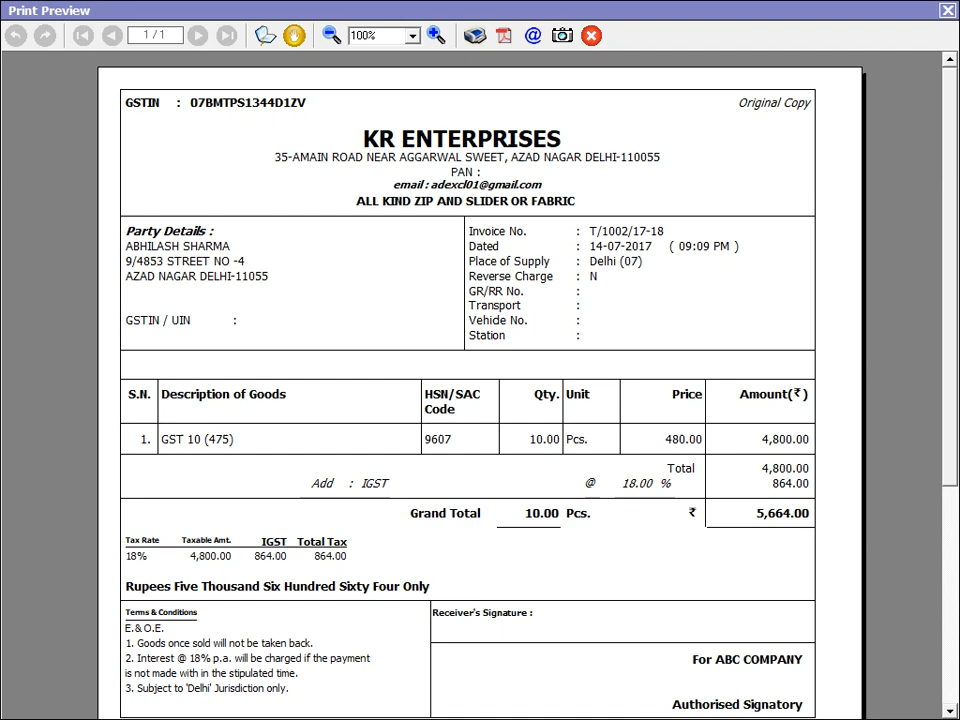 Print Preview
1 / 1
100%
GSTIN : 07BMTPS1344D1ZV
Original Copy
KR ENTERPRISES
35-AMAIN ROAD NEAR AGGARWAL SWEET, AZAD NAGAR DELHI-110055
PAN :
email : adexcl01@gmail.com
ALL KIND ZIP AND SLIDER OR FABRIC
Party Details :
ABHILASH SHARMA
9/4853 STREET NO -4
AZAD NAGAR DELHI-11055
GSTIN / UIN :
Invoice No. : T/1002/17-18
Dated : 14-07-2017 ( 09:09 PM )
Place of Supply : Delhi (07)
Reverse Charge : N
GR/RR No. :
Transport :
Vehicle No. :
Station :
S.N. Description of Goods HSN/SAC Code Qty. Unit Price Amount(₹)
1. GST 10 (475) 9607 10.00 Pcs. 480.00 4,800.00
Total 4,800.00
Add : IGST @ 18.00 % 864.00
Grand Total 10.00 Pcs. ₹ 5,664.00
Tax Rate Taxable Amt. IGST Total Tax
18% 4,800.00 864.00 864.00
Rupees Five Thousand Six Hundred Sixty Four Only
Terms & Conditions
E.& O.E.
1. Goods once sold will not be taken back.
2. Interest @ 18% p.a. will be charged if the payment
is not made with in the stipulated time.
3. Subject to 'Delhi' Jurisdiction only.
Receiver's Signature :
For ABC COMPANY
Authorised Signatory